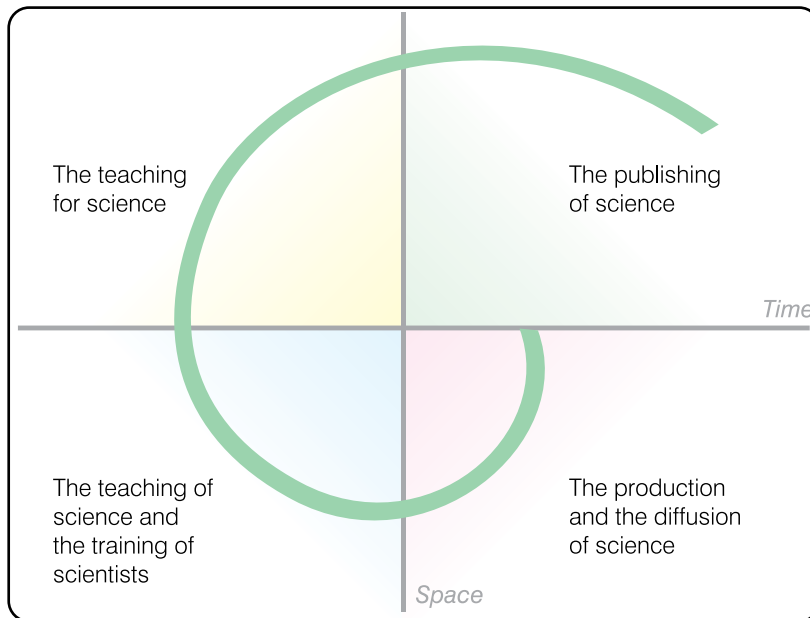 The teaching
for science
The publishing
of science
Time
The teaching of
science and
the training of
scientists
The production
and the diffusion
of science
Space